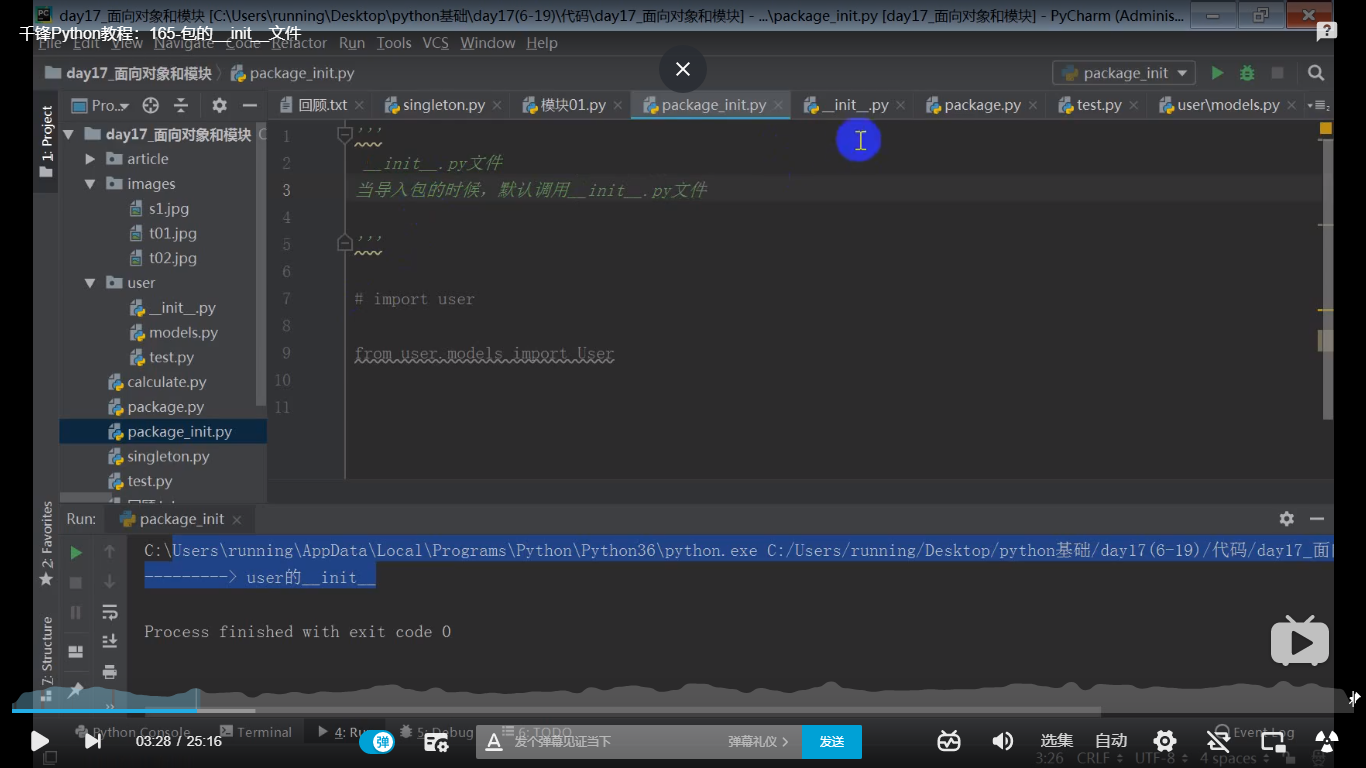 day17_面向对象和模块 [C:\Users\running\Desktop\python基础\day17(6-19)\代码\day17_面向对象和模块] - ...\package_init.py [day17_面向对象和模块] - PyCharm (Adminis...
千锋Python教程：165-包的__init__文件
File Edit View Navigate Code Refactor Run Tools VCS Window Help
day17_面向对象和模块 package_init.py
package_init
1: Project
Pro...
回顾.txt singleton.py 模块01.py package_init.py __init__.py package.py test.py user\models.py
day17_面向对象和模块 C
article
images
s1.jpg
t01.jpg
t02.jpg
user
__init__.py
models.py
test.py
calculate.py
package.py
package_init.py
singleton.py
test.py
1 '''
2 __init__.py文件
3 当导入包的时候，默认调用__init__.py文件
4
5 '''
6
7 # import user
8
9 from user.models import User
10
11
2: Favorites
7: Structure
Run: package_init
C:\Users\running\AppData\Local\Programs\Python\Python36\python.exe C:/Users/running/Desktop/python基础/day17(6-19)/代码/day17_面
---------> user的__init__
Process finished with exit code 0
Python Console Terminal 4: Ru 5: Debug 6: TODO Event Log
03:28 / 25:16
弹
发个弹幕见证当下
弹幕礼仪 >
发送
选集
自动
3:26 CRLF UTF-8 4 spaces